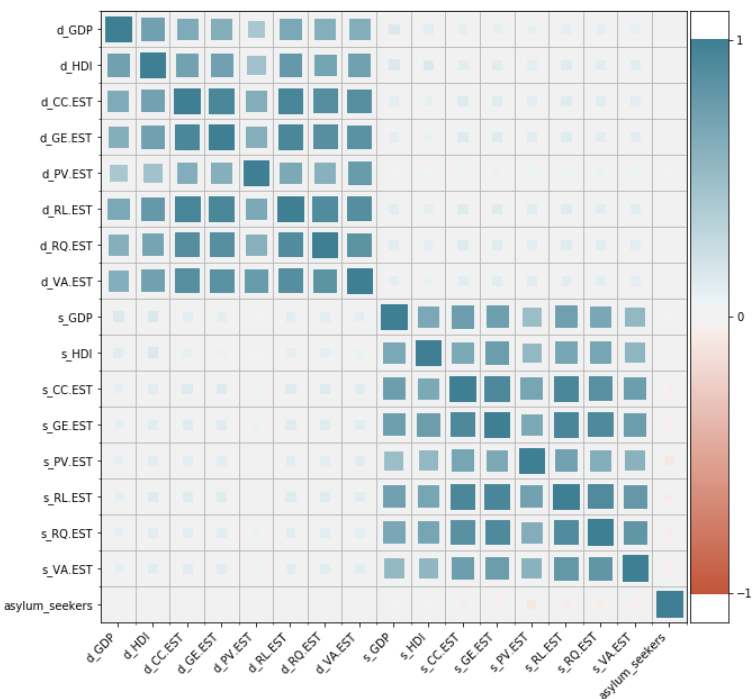 d_GDP
d_HDI
d_CC.EST
d_GE.EST
d_PV.EST
d_RL.EST
d_RQ.EST
d_VA.EST
s_GDP
s_HDI
s_CC.EST
s_GE.EST
s_PV.EST
s_RL.EST
s_RQ.EST
s_VA.EST
asylum_seekers
d_GDP
d_HDI
d_CC.EST
d_GE.EST
d_PV.EST
d_RL.EST
d_RQ.EST
d_VA.EST
s_GDP
s_HDI
s_CC.EST
s_GE.EST
s_PV.EST
s_RL.EST
s_RQ.EST
s_VA.EST
asylum_seekers
1
0
−1